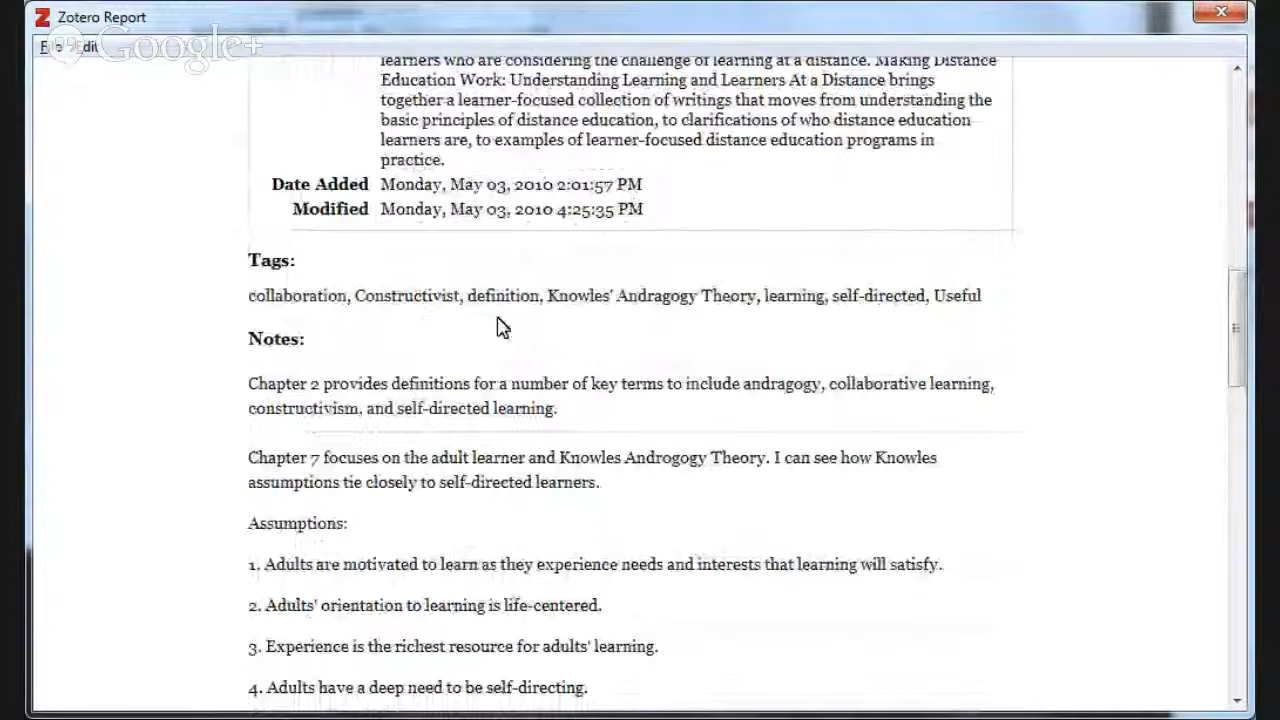 Zotero Report
File Edit
Google+
learners who are considering the challenge of learning at a distance. Making Distance
Education Work: Understanding Learning and Learners At a Distance brings
together a learner-focused collection of writings that moves from understanding the
basic principles of distance education, to clarifications of who distance education
learners are, to examples of learner-focused distance education programs in
practice.
Date Added Monday, May 03, 2010 2:01:57 PM
Modified Monday, May 03, 2010 4:25:35 PM
Tags:
collaboration, Constructivist, definition, Knowles' Andragogy Theory, learning, self-directed, Useful
Notes:
Chapter 2 provides definitions for a number of key terms to include andragogy, collaborative learning,
constructivism, and self-directed learning.
Chapter 7 focuses on the adult learner and Knowles Androgogy Theory. I can see how Knowles
assumptions tie closely to self-directed learners.
Assumptions:
1. Adults are motivated to learn as they experience needs and interests that learning will satisfy.
2. Adults' orientation to learning is life-centered.
3. Experience is the richest resource for adults' learning.
4. Adults have a deep need to be self-directing.